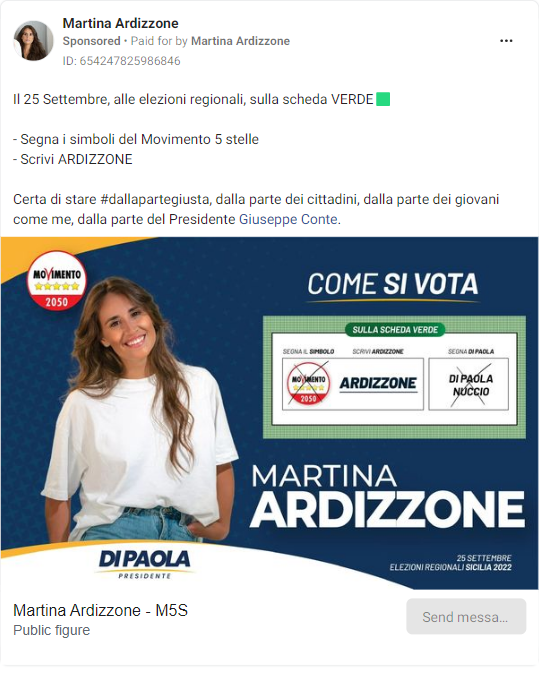 Martina Ardizzone
Sponsored • Paid for by Martina Ardizzone
ID: 654247825986846
Il 25 Settembre, alle elezioni regionali, sulla scheda VERDE
- Segna i simboli del Movimento 5 stelle
- Scrivi ARDIZZONE
Certa di stare #dallapartegiusta, dalla parte dei cittadini, dalla parte dei giovani
come me, dalla parte del Presidente Giuseppe Conte.
MOVIMENTO
2050
COME SI VOTA
SULLA SCHEDA VERDE
SEGNA IL SIMBOLO
SCRIVI ARDIZZONE
SEGNA DI PAOLA
MOVIMENTO
2050
ARDIZZONE
DI PAOLA
NUCCIO
MARTINA
ARDIZZONE
DI PAOLA
PRESIDENTE
25 SETTEMBRE
ELEZIONI REGIONALI SICILIA 2022
Martina Ardizzone - M5S
Public figure
Send messa...